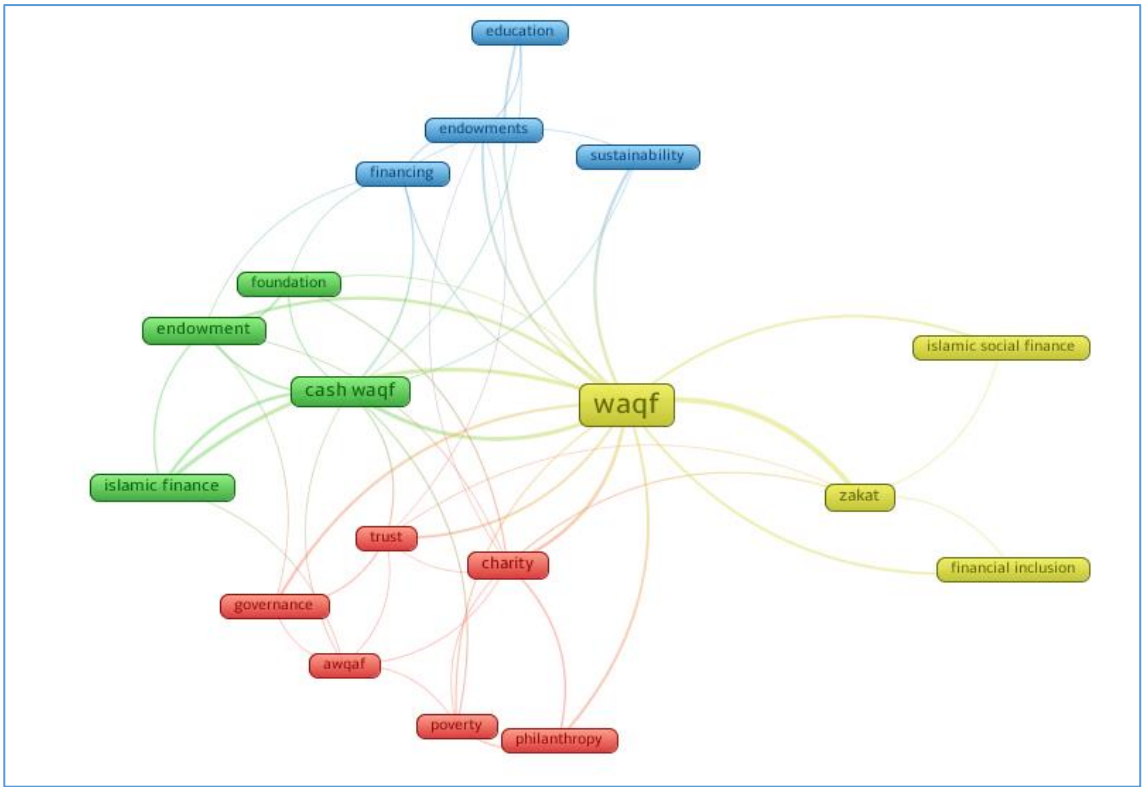 education
endowments
sustainability
financing
foundation
endowment
islamic social finance
cash waqf
waqf
islamic finance
zakat
trust
charity
financial inclusion
governance
awqaf
poverty
philanthropy